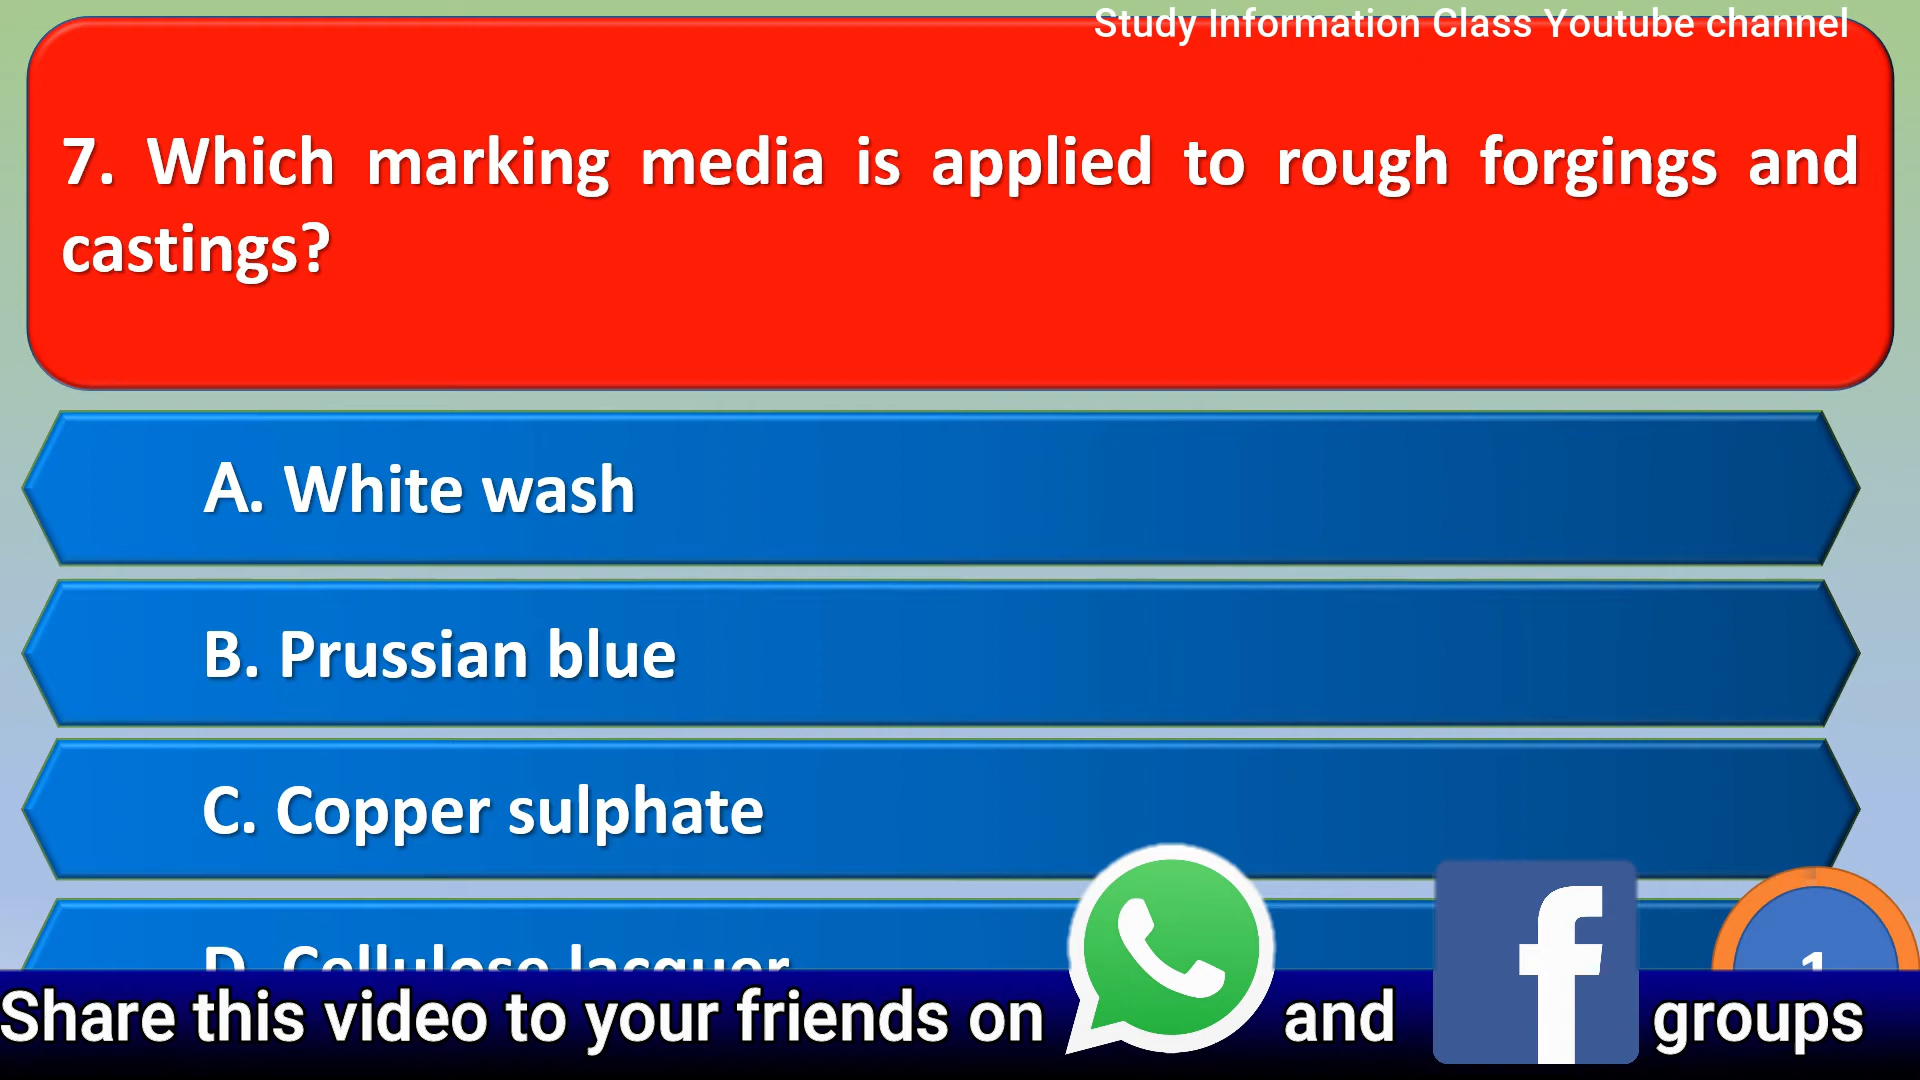 Study Information Class Youtube channel
7. Which marking media is applied to rough forgings and
castings?
A. White wash
B. Prussian blue
C. Copper sulphate
D. Cellulose lacquer
1
Share this video to your friends on and groups